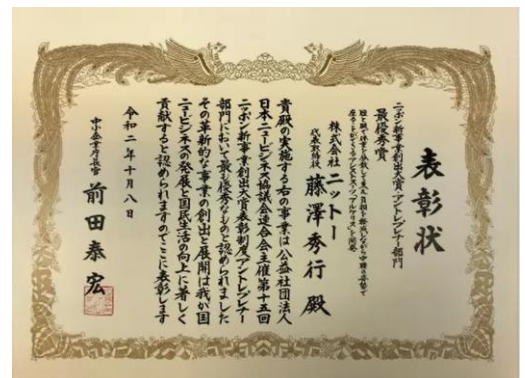 表彰状
ニッポン新事業創出大賞・アントレプレナー部門
最優秀賞
株式会社ニットー
代表取締役 藤澤秀行 殿
貴殿の実施する右の事業は公益社団法人
日本ニュービジネス協議会連合会主催第十五回
ニッポン新事業創出大賞表彰制度アントレプレナー
部門において最優秀なものと認められました
その革新的な事業の創出と展開は我が国
ニュービジネスの発展と国民生活の向上に著しく
貢献すると認められますのでここに表彰します
令和二年十月八日
中小企業庁長官 前田泰宏